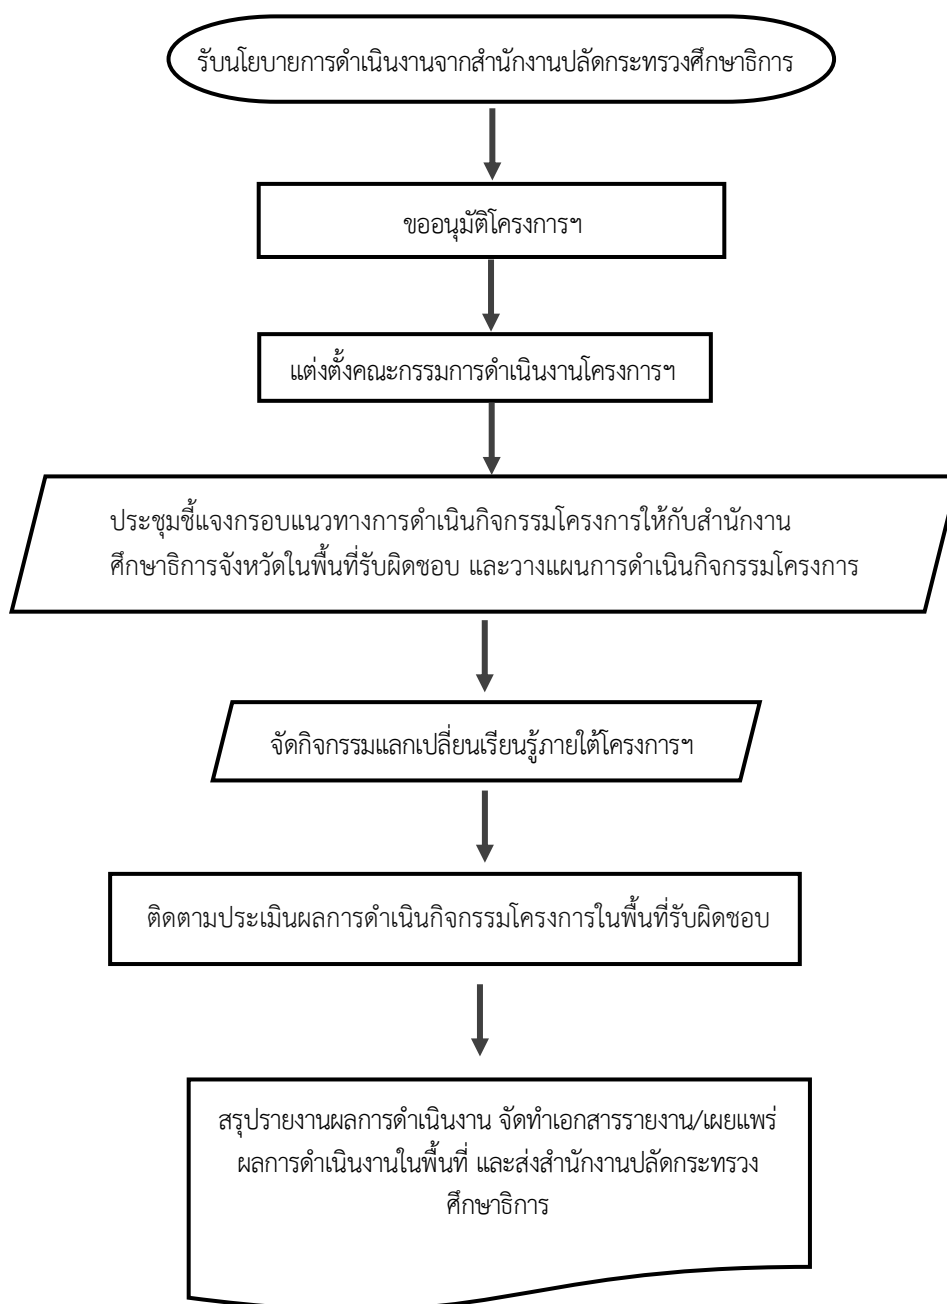 รับนโยบายการดำเนินงานจากสำนักงานปลัดกระทรวงศึกษาธิการ
ขออนุมัติโครงการฯ
แต่งตั้งคณะกรรมการดำเนินงานโครงการฯ
ประชุมชี้แจงกรอบแนวทางการดำเนินกิจกรรมโครงการให้กับสำนักงาน
ศึกษาธิการจังหวัดในพื้นที่รับผิดชอบ และวางแผนการดำเนินกิจกรรมโครงการ
จัดกิจกรรมแลกเปลี่ยนเรียนรู้ภายใต้โครงการฯ
ติดตามประเมินผลการดำเนินกิจกรรมโครงการในพื้นที่รับผิดชอบ
สรุปรายงานผลการดำเนินงาน จัดทำเอกสารรายงาน/เผยแพร่
ผลการดำเนินงานในพื้นที่ และส่งสำนักงานปลัดกระทรวง
ศึกษาธิการ